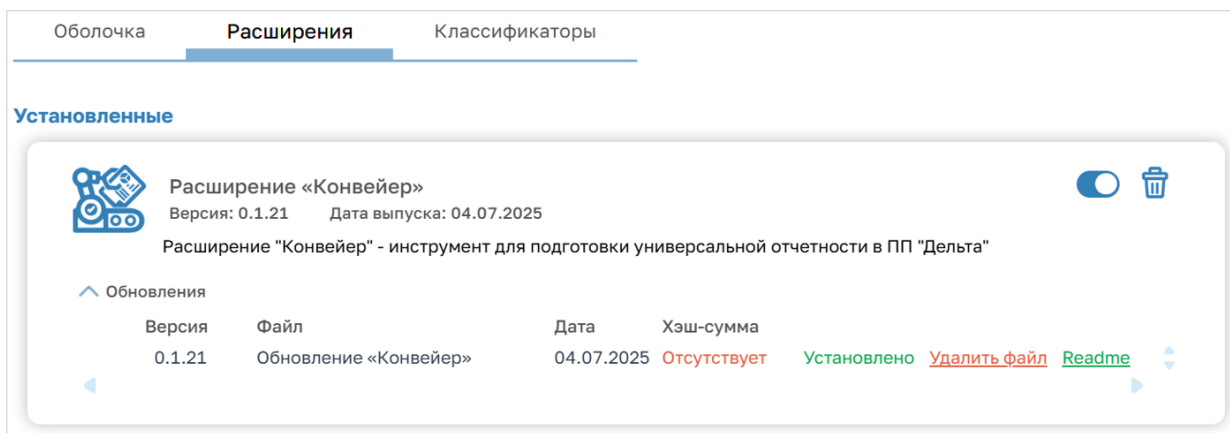 Оболочка Расширения Классификаторы
Установленные
Расширение «Конвейер»
Версия: 0.1.21 Дата выпуска: 04.07.2025
Расширение "Конвейер" - инструмент для подготовки универсальной отчетности в ПП "Дельта"
Обновления
Версия Файл Дата Хэш-сумма
0.1.21 Обновление «Конвейер» 04.07.2025 Отсутствует Установлено Удалить файл Readme